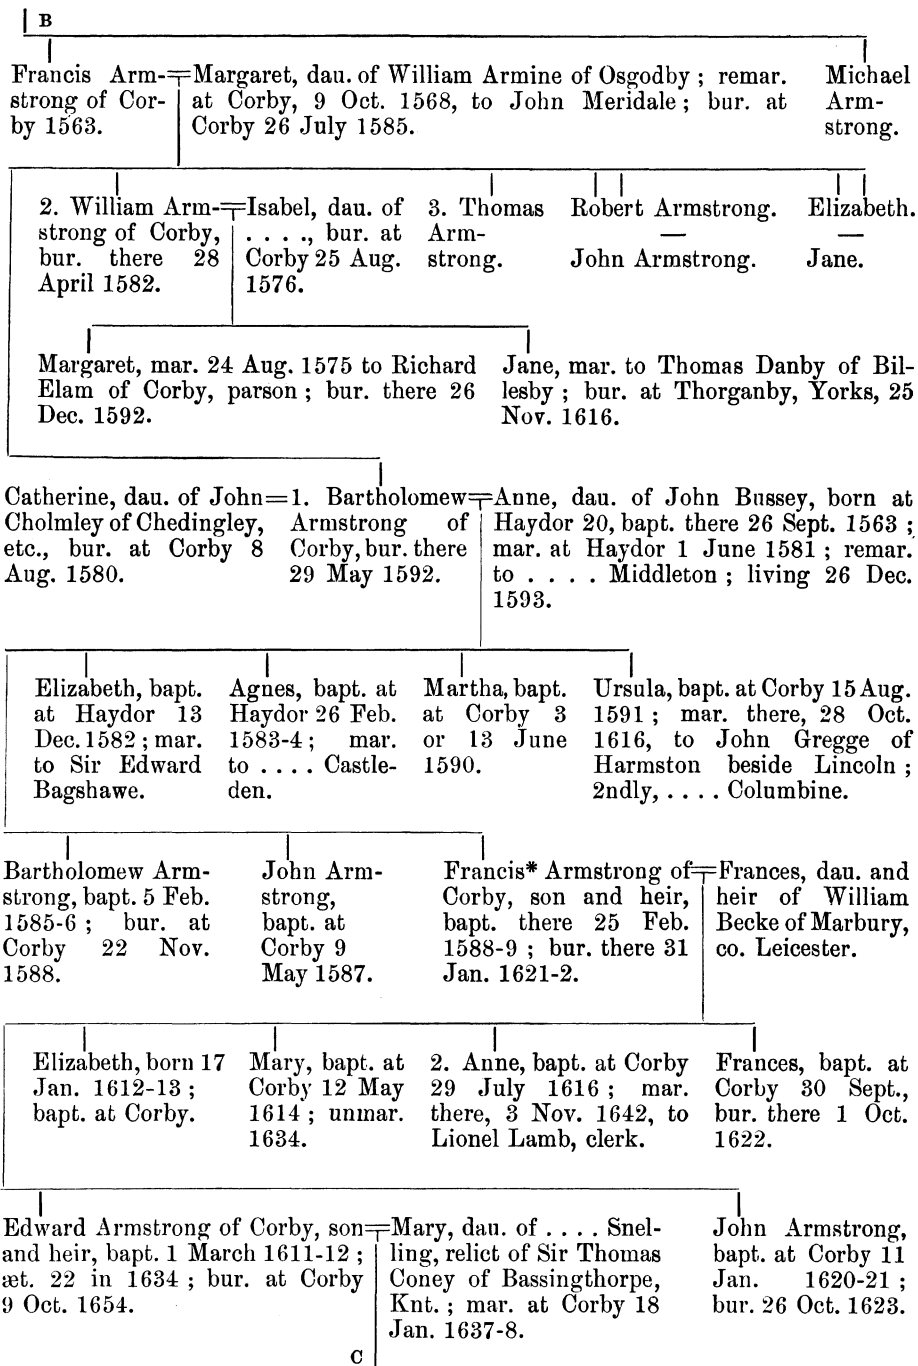 B
Francis Arm-
strong of Cor-
by 1563.
Margaret, dau. of William Armine of Osgodby ; remar.
at Corby, 9 Oct. 1568, to John Meridale ; bur. at
Corby 26 July 1585.
Michael
Arm-
strong.
2. William Arm-
strong of Corby,
bur. there 28
April 1582.
Isabel, dau. of
. . . ., bur. at
Corby 25 Aug.
1576.
3. Thomas
Arm-
strong.
Robert Armstrong.
—
John Armstrong.
Elizabeth.
—
Jane.
Margaret, mar. 24 Aug. 1575 to Richard
Elam of Corby, parson ; bur. there 26
Dec. 1592.
Jane, mar. to Thomas Danby of Bil-
lesby ; bur. at Thorganby, Yorks, 25
Nov. 1616.
Catherine, dau. of John
Cholmley of Chedingley,
etc., bur. at Corby 8
Aug. 1580.
1. Bartholomew
Armstrong of
Corby, bur. there
29 May 1592.
Anne, dau. of John Bussey, born at
Haydor 20, bapt. there 26 Sept. 1563 ;
mar. at Haydor 1 June 1581 ; remar.
to . . . . Middleton ; living 26 Dec.
1593.
Elizabeth, bapt.
at Haydor 13
Dec. 1582 ; mar.
to Sir Edward
Bagshawe.
Agnes, bapt. at
Haydor 26 Feb.
1583-4 ; mar.
to . . . . Castle-
den.
Martha, bapt.
at Corby 3
or 13 June
1590.
Ursula, bapt. at Corby 15 Aug.
1591 ; mar. there, 28 Oct.
1616, to John Gregge of
Harmston beside Lincoln ;
2ndly, . . . . Columbine.
Bartholomew Arm-
strong, bapt. 5 Feb.
1585-6 ; bur. at
Corby 22 Nov.
1588.
John Arm-
strong,
bapt. at
Corby 9
May 1587.
Francis* Armstrong of
Corby, son and heir,
bapt. there 25 Feb.
1588-9 ; bur. there 31
Jan. 1621-2.
Frances, dau. and
heir of William
Becke of Marbury,
co. Leicester.
Elizabeth, born 17
Jan. 1612-13 ;
bapt. at Corby.
Mary, bapt. at
Corby 12 May
1614 ; unmar.
1634.
2. Anne, bapt. at Corby
29 July 1616 ; mar.
there, 3 Nov. 1642, to
Lionel Lamb, clerk.
Frances, bapt. at
Corby 30 Sept.,
bur. there 1 Oct.
1622.
Edward Armstrong of Corby, son
and heir, bapt. 1 March 1611-12 ;
æt. 22 in 1634 ; bur. at Corby
9 Oct. 1654.
Mary, dau. of . . . . Snel-
ling, relict of Sir Thomas
Coney of Bassingthorpe,
Knt. ; mar. at Corby 18
Jan. 1637-8.
John Armstrong,
bapt. at Corby 11
Jan. 1620-21 ;
bur. 26 Oct. 1623.
C